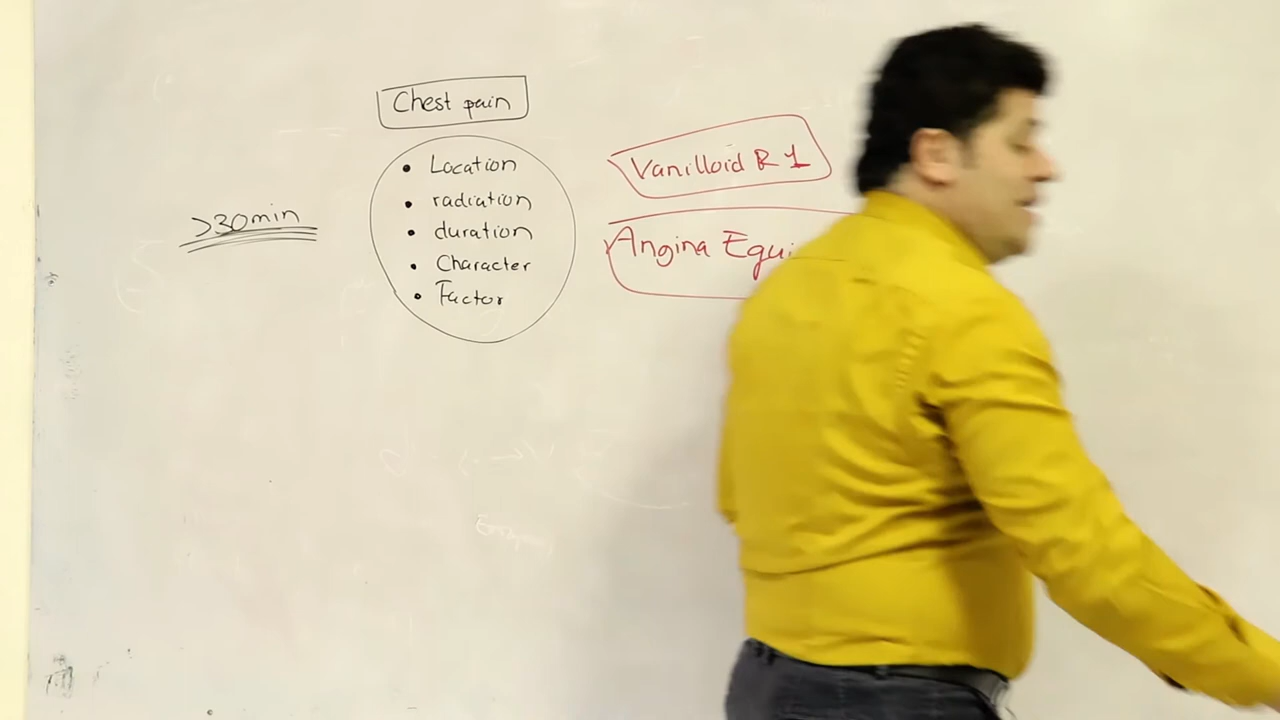 Chest pain
• Location
• radiation
• duration
• Character
• Factor
>30min
Vanilloid R 1
Angina Equi